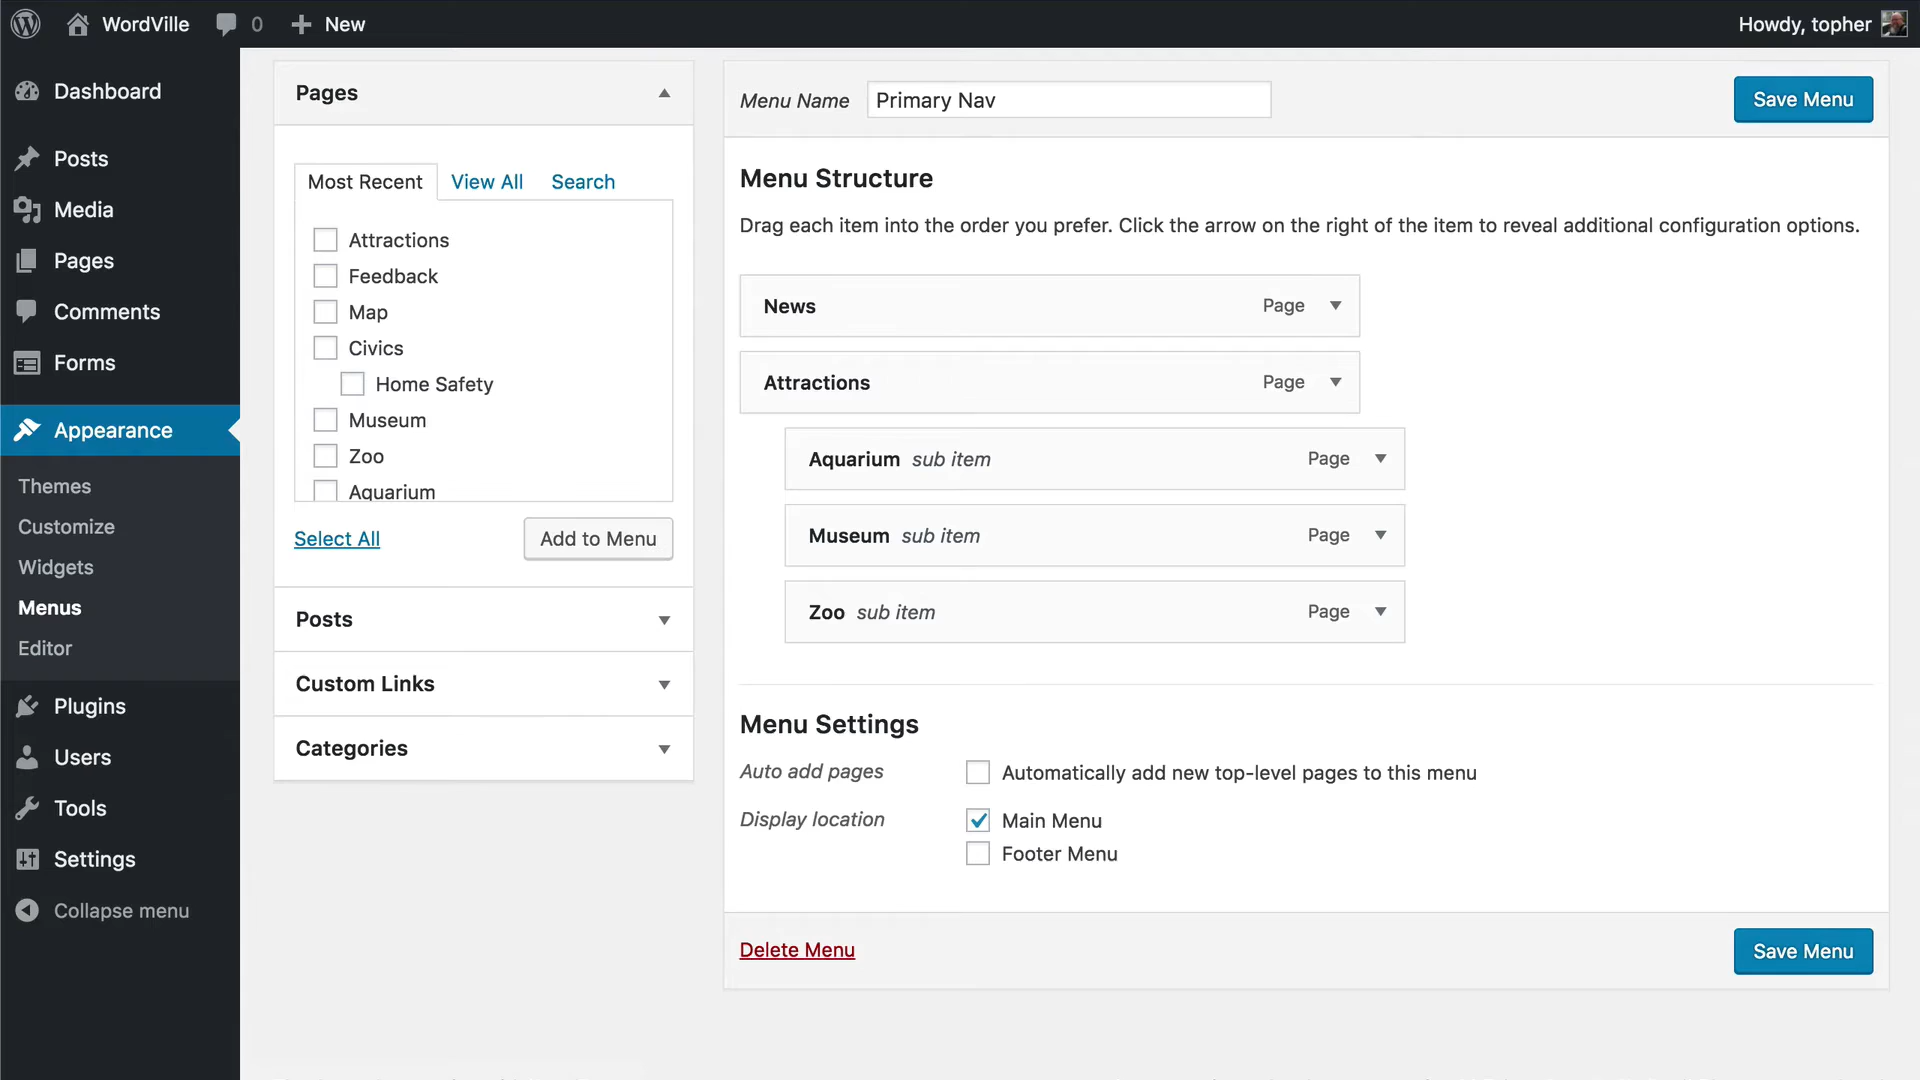 WordVille 0 New Howdy, topher
Dashboard
Posts
Media
Pages
Comments
Forms
Appearance
Themes
Customize
Widgets
Menus
Editor
Plugins
Users
Tools
Settings
Collapse menu
Pages
Most Recent View All Search
Attractions
Feedback
Map
Civics
Home Safety
Museum
Zoo
Aquarium
Select All Add to Menu
Posts
Custom Links
Categories
Menu Name Primary Nav Save Menu
Menu Structure
Drag each item into the order you prefer. Click the arrow on the right of the item to reveal additional configuration options.
News Page
Attractions Page
Aquarium sub item Page
Museum sub item Page
Zoo sub item Page
Menu Settings
Auto add pages Automatically add new top-level pages to this menu
Display location Main Menu
Footer Menu
Delete Menu Save Menu